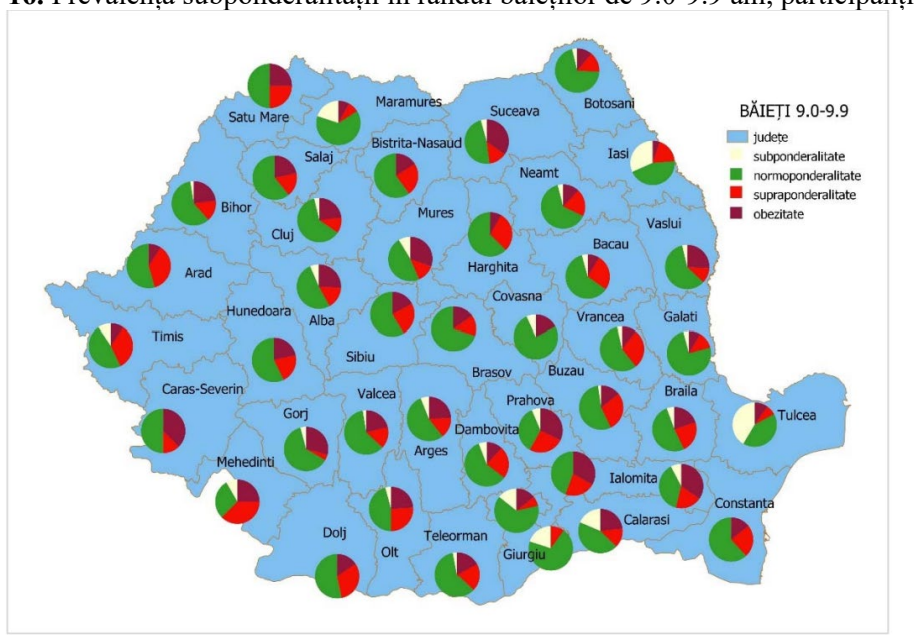 16. Prevalența subponderalității în rândul băieților de 9.0-9.9 ani, participanți
BĂIEȚI 9.0-9.9
județe
subponderalitate
normoponderalitate
supraponderalitate
obezitate
Satu Mare
Maramures
Suceava
Botosani
Salaj
Bistrita-Nasaud
Iasi
Neamt
Bihor
Cluj
Mures
Harghita
Bacau
Vaslui
Arad
Hunedoara
Alba
Covasna
Timis
Sibiu
Brasov
Buzau
Vrancea
Galati
Caras-Severin
Gorj
Valcea
Arges
Dambovita
Prahova
Braila
Tulcea
Mehedinti
Ialomita
Constanta
Dolj
Olt
Teleorman
Giurgiu
Calarasi